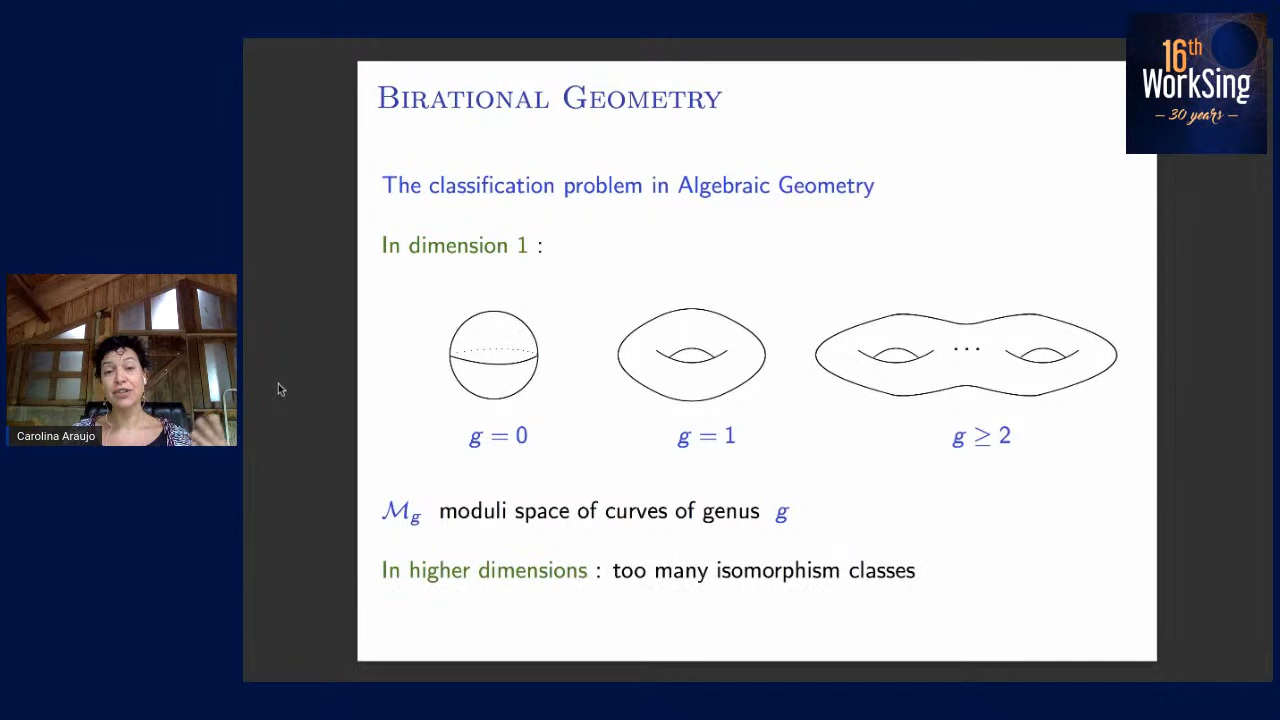 BIRATIONAL GEOMETRY
The classification problem in Algebraic Geometry
In dimension 1 :
g = 0
g = 1
g ≥ 2
ℳg moduli space of curves of genus g
In higher dimensions : too many isomorphism classes
16th
WorkSing
— 30 years —
Carolina Araujo